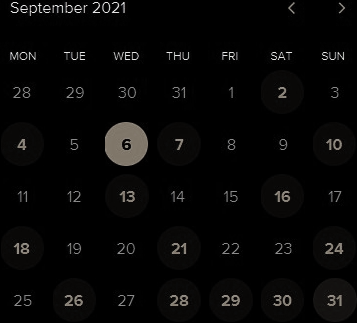 September 2021
MON TUE WED THU FRI SAT SUN
28 29 30 31 1 2 3
4 5 6 7 8 9 10
11 12 13 14 15 16 17
18 19 20 21 22 23 24
25 26 27 28 29 30 31